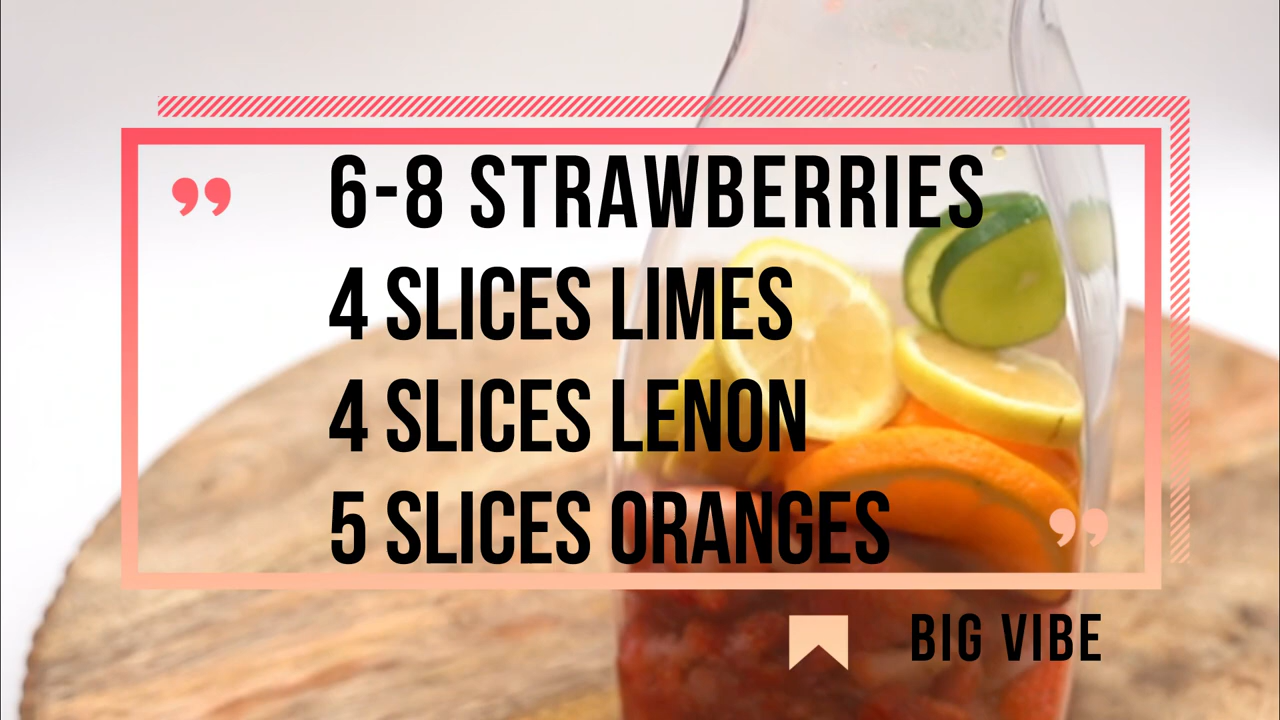 6-8 STRAWBERRIES
4 SLICES LIMES
4 SLICES LENON
5 SLICES ORANGES
BIG VIBE